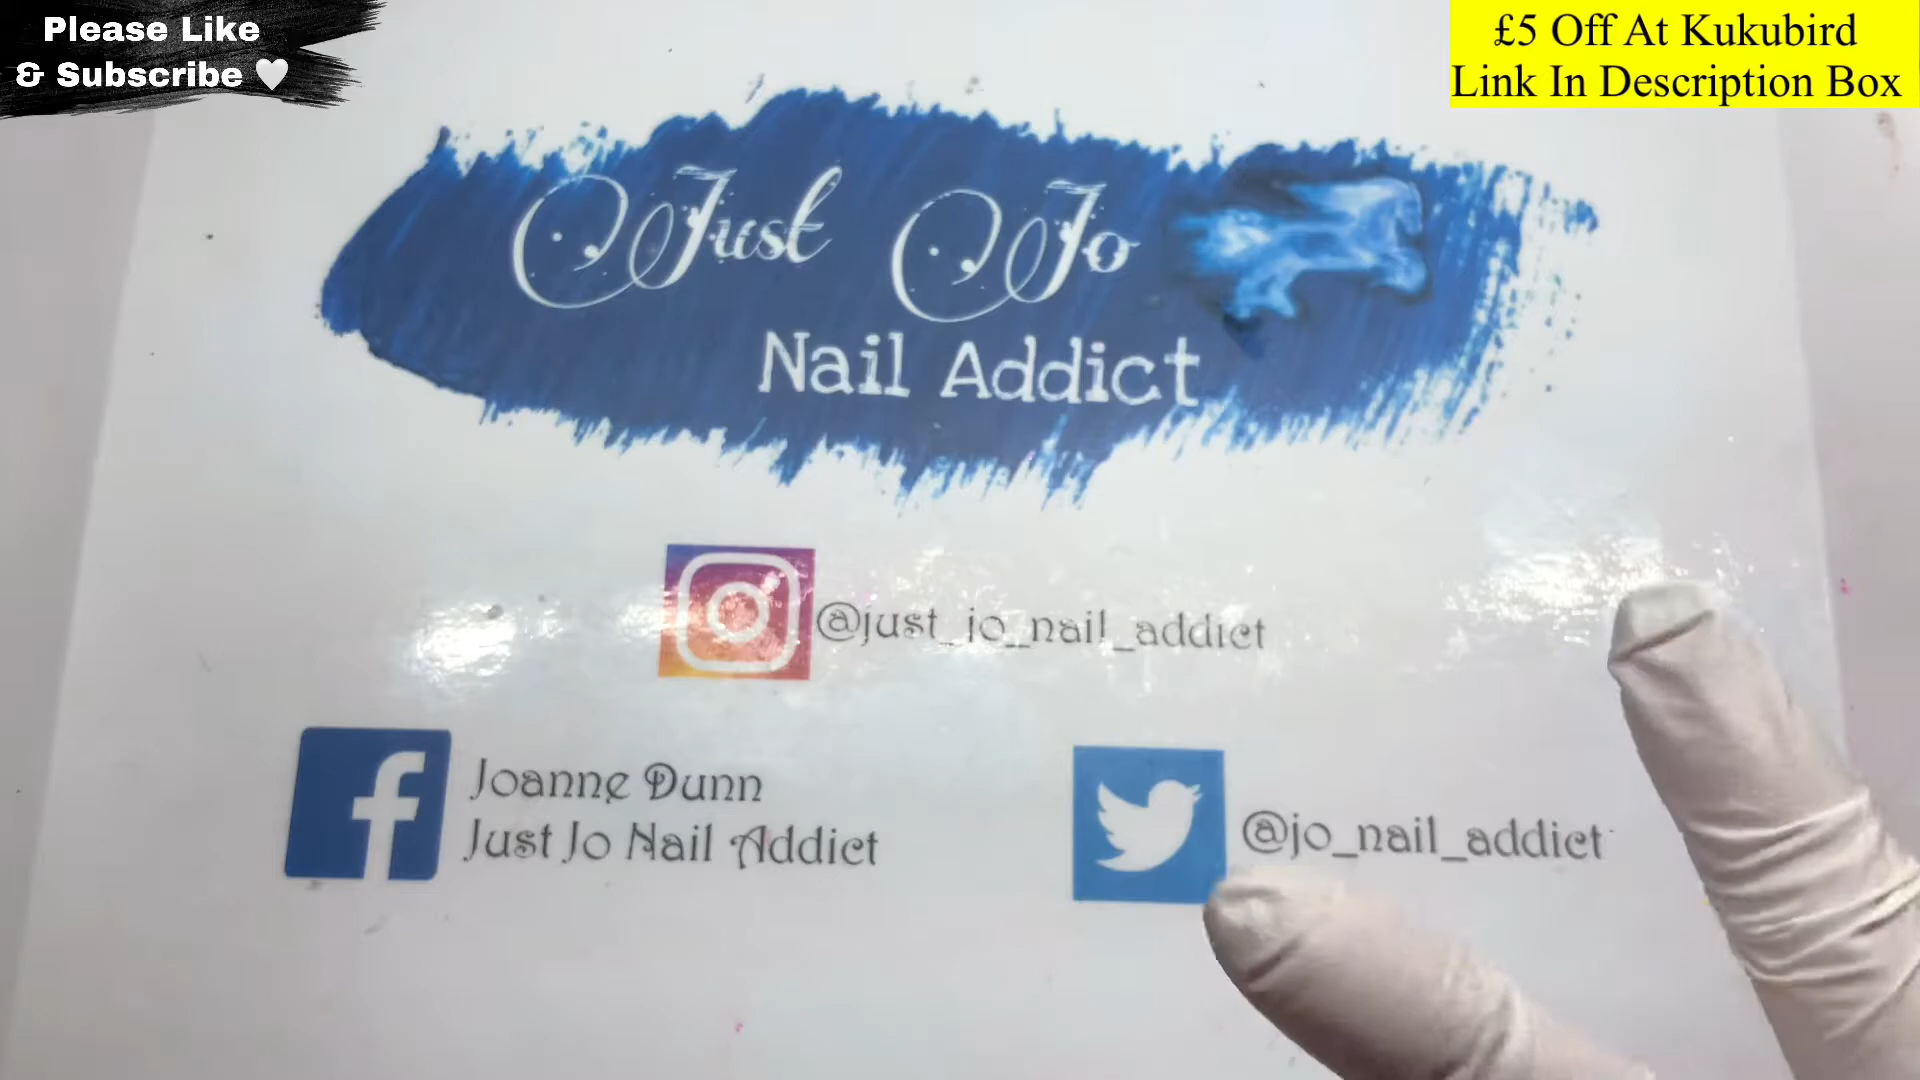 Please Like
& Subscribe 🤍
£5 Off At Kukubird
Link In Description Box
Just Jo
Nail Addict
@just_jo_nail_addict
Joanne Dunn
Just Jo Nail Addict
@jo_nail_addict